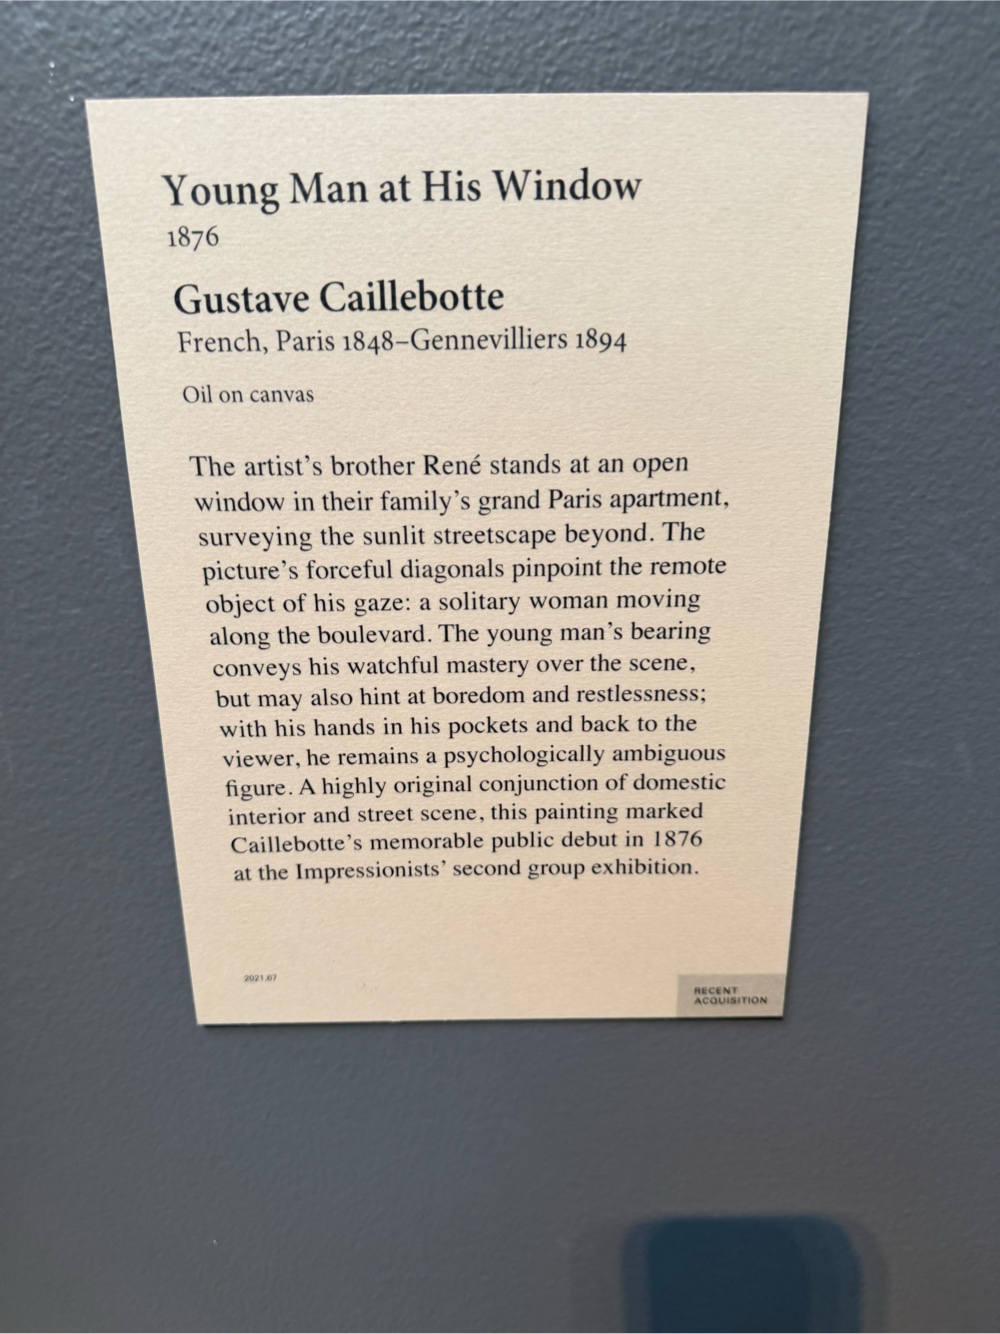 Young Man at His Window
1876
Gustave Caillebotte
French, Paris 1848–Gennevilliers 1894
Oil on canvas
The artist’s brother René stands at an open
window in their family’s grand Paris apartment,
surveying the sunlit streetscape beyond. The
picture’s forceful diagonals pinpoint the remote
object of his gaze: a solitary woman moving
along the boulevard. The young man’s bearing
conveys his watchful mastery over the scene,
but may also hint at boredom and restlessness;
with his hands in his pockets and back to the
viewer, he remains a psychologically ambiguous
figure. A highly original conjunction of domestic
interior and street scene, this painting marked
Caillebotte’s memorable public debut in 1876
at the Impressionists’ second group exhibition.
2021.67
RECENT
ACQUISITION